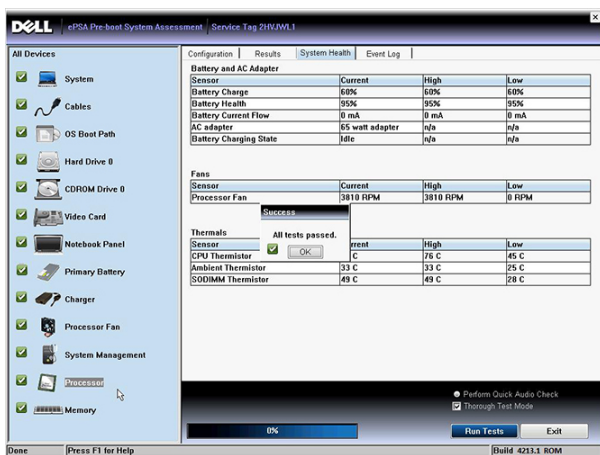 DELL ePSA Pre-boot System Assessment Service Tag 2HVJWL1
All Devices
System
Cables
OS Boot Path
Hard Drive 0
CDROM Drive 0
Video Card
Notebook Panel
Primary Battery
Charger
Processor Fan
System Management
Processor
Memory
Configuration Results System Health Event Log
Battery and AC Adapter
Sensor Current High Low
Battery Charge 60% 60% 60%
Battery Health 95% 95% 95%
Battery Current Flow 0 mA 0 mA 0 mA
AC adapter 65 watt adapter n/a n/a
Battery Charging State Idle n/a n/a
Fans
Sensor Current High Low
Processor Fan 3810 RPM 3810 RPM 0 RPM
Success
All tests passed.
OK
Thermals
Sensor rrent High Low
CPU Thermistor C 76 C 45 C
Ambient Thermistor 33 C 33 C 25 C
SODIMM Thermistor 49 C 49 C 28 C
Perform Quick Audio Check
Thorough Test Mode
0% Run Tests Exit
Done Press F1 for Help Build 4213.1 ROM